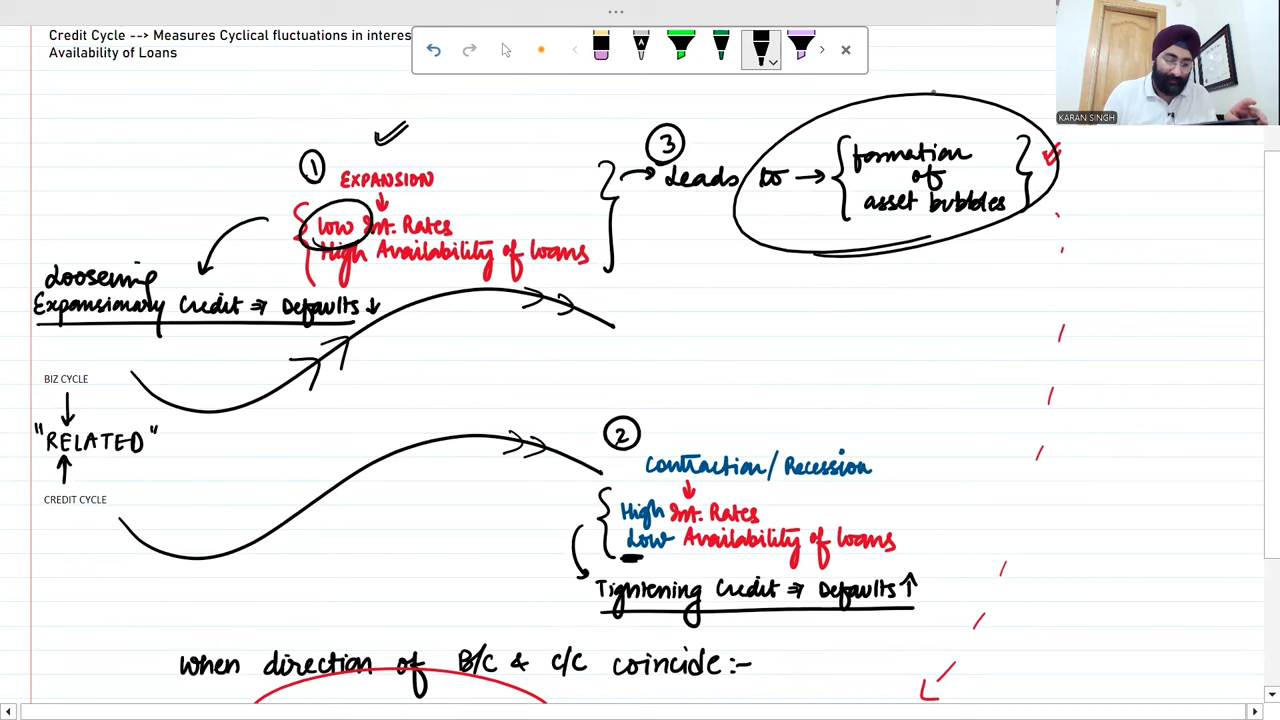 Credit Cycle --> Measures Cyclical fluctuations in interes
Availability of Loans
KARAN SINGH
1
EXPANSION
Low Int. Rates
High Availability of loans
3
Leads to → { formation
of
asset bubbles }
Loosening
Expansionary Credit ⇒ Defaults ↓
BIZ CYCLE
"RELATED"
CREDIT CYCLE
2
Contraction/Recession
High Int. Rates
Low Availability of loans
Tightening Credit ⇒ Defaults ↑
when direction of B/C & C/C coincide:-